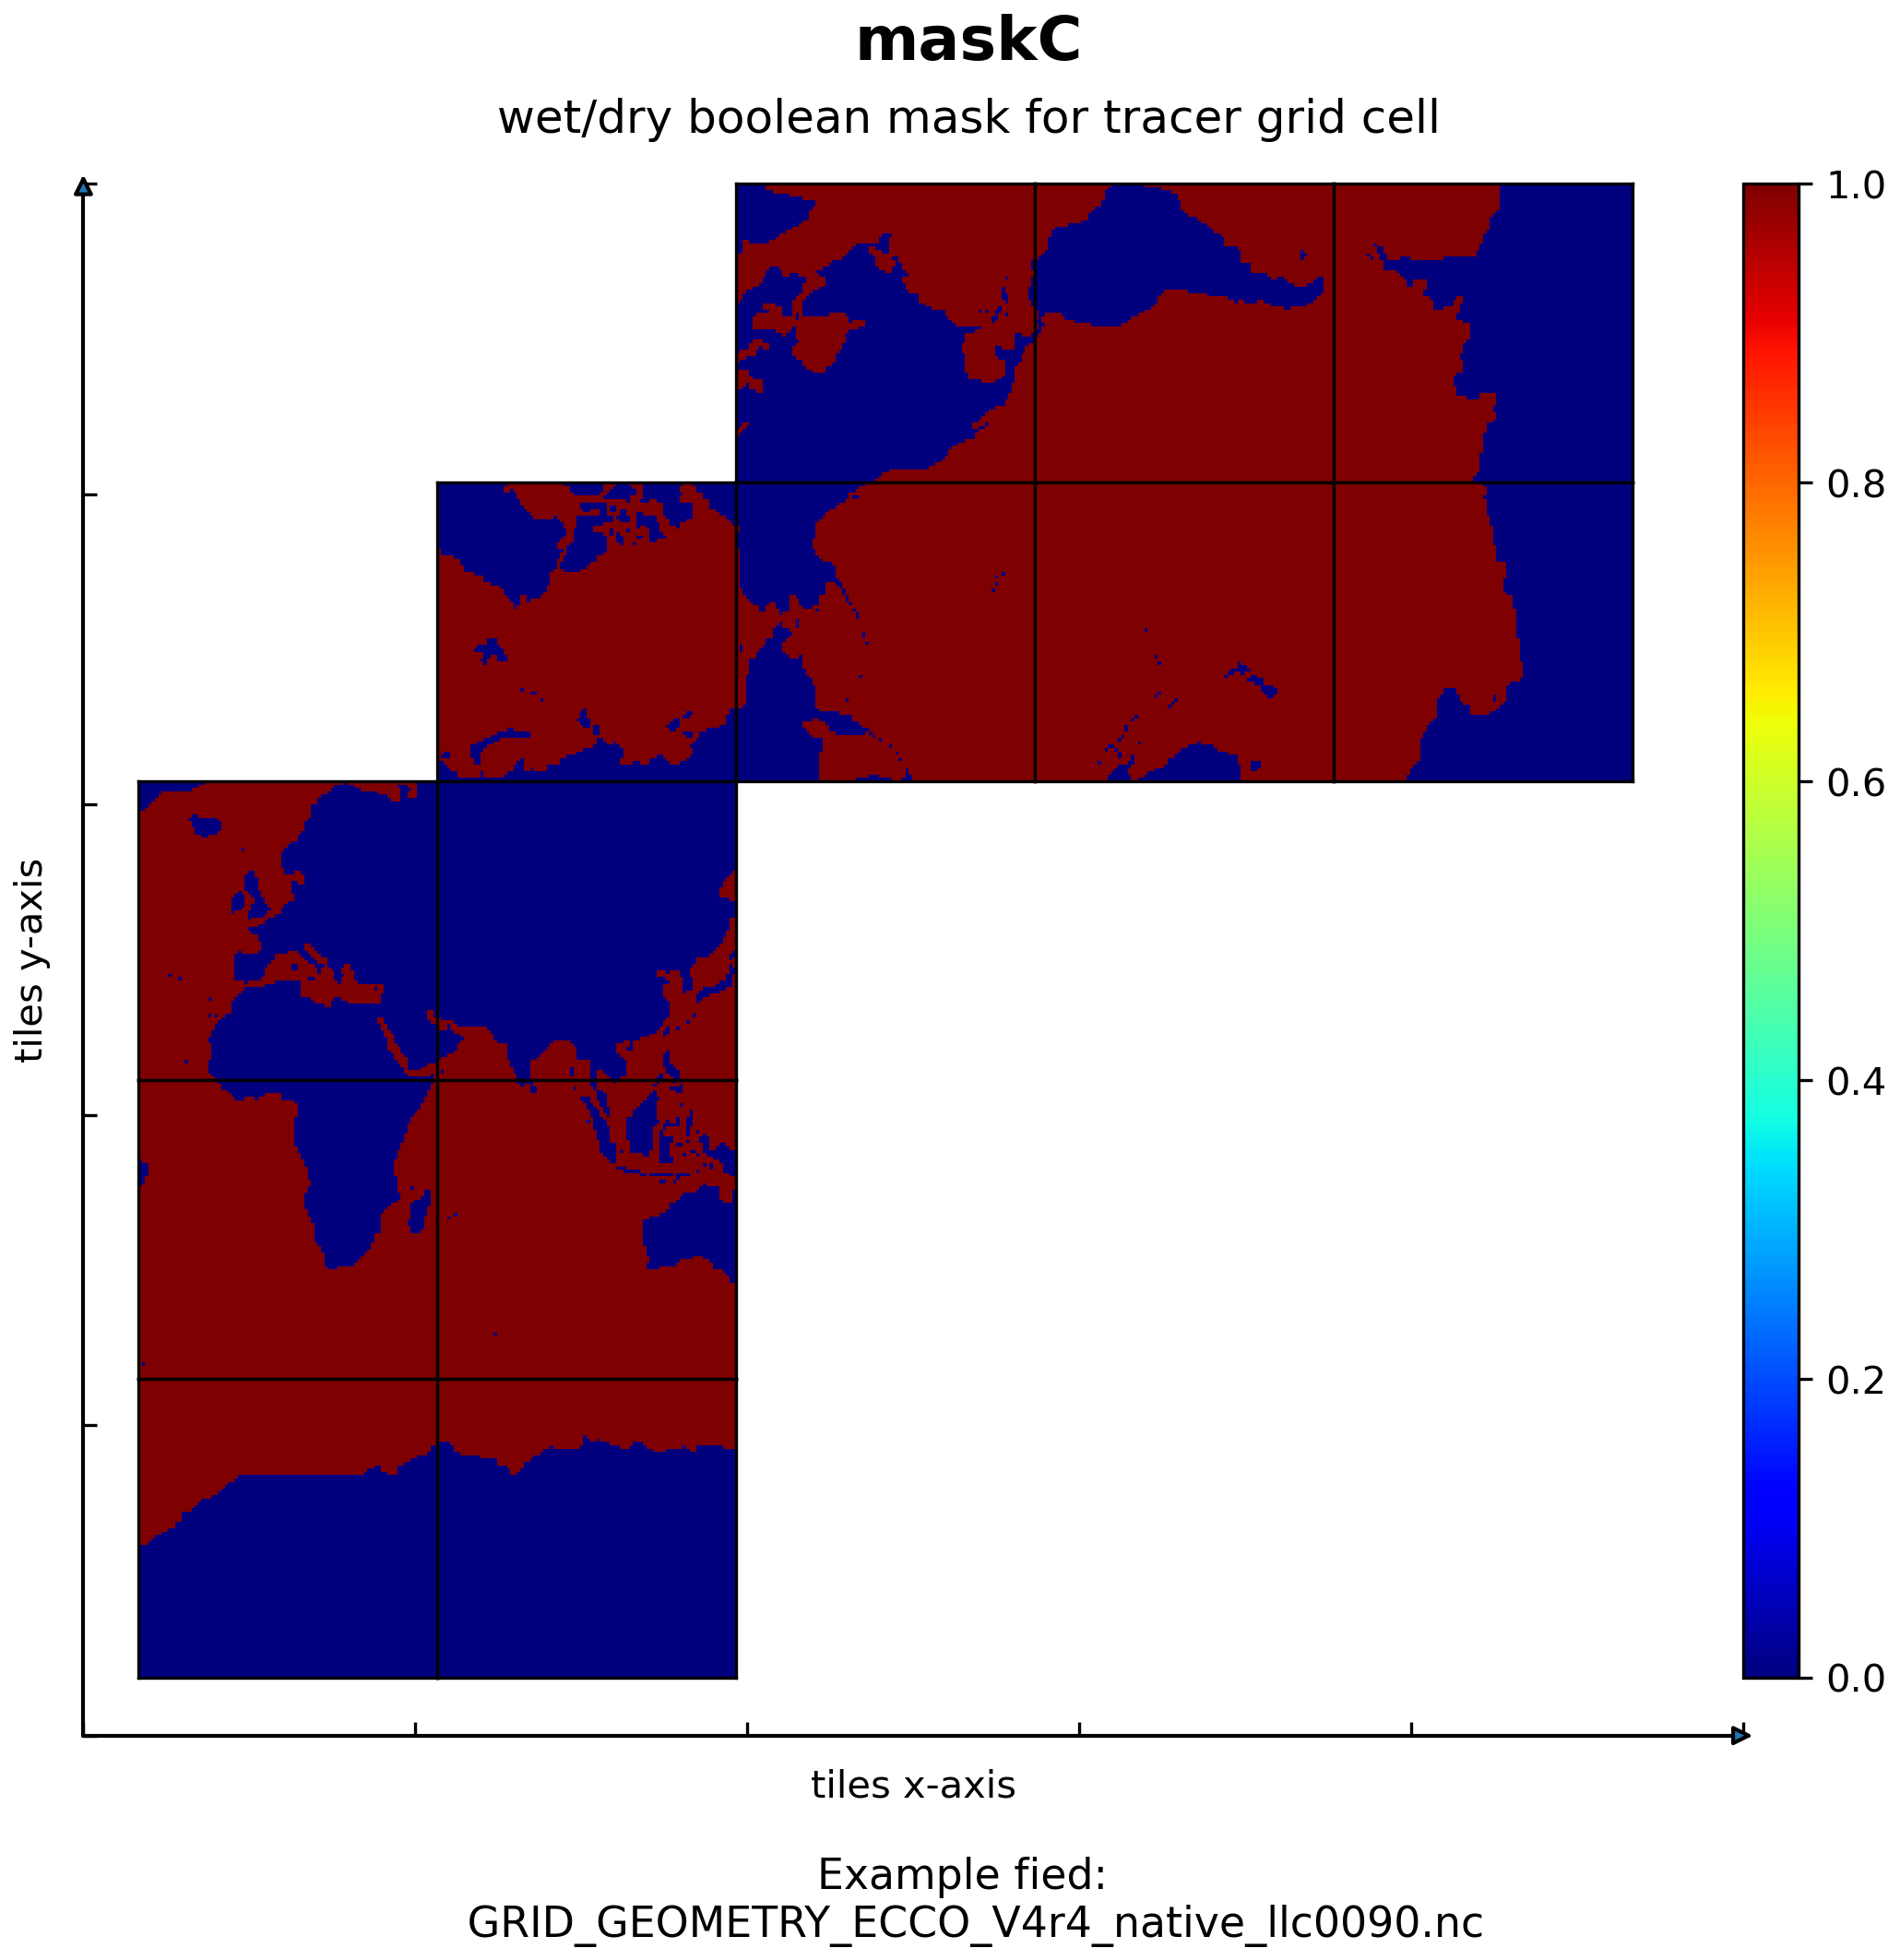 maskC
wet/dry boolean mask for tracer grid cell
1.0
0.8
0.6
0.4
0.2
0.0
tiles y-axis
tiles x-axis
Example fied:
GRID_GEOMETRY_ECCO_V4r4_native_llc0090.nc